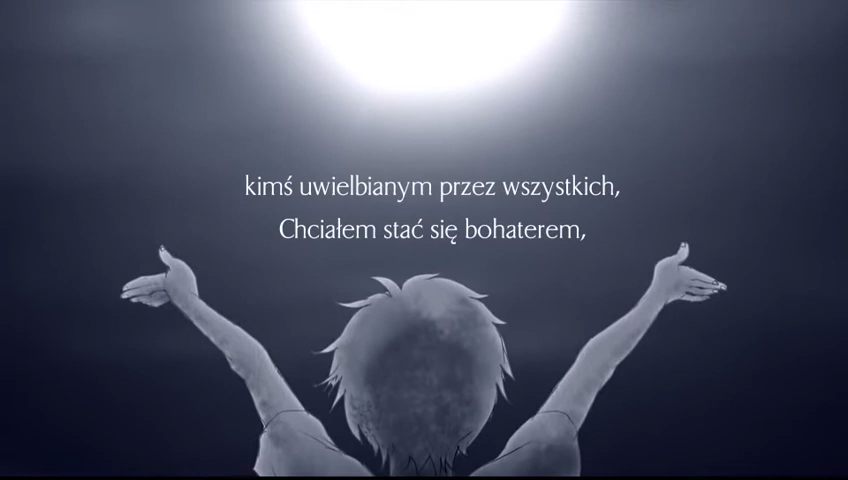 kimś uwielbianym przez wszystkich,
Chciałem stać się bohaterem,